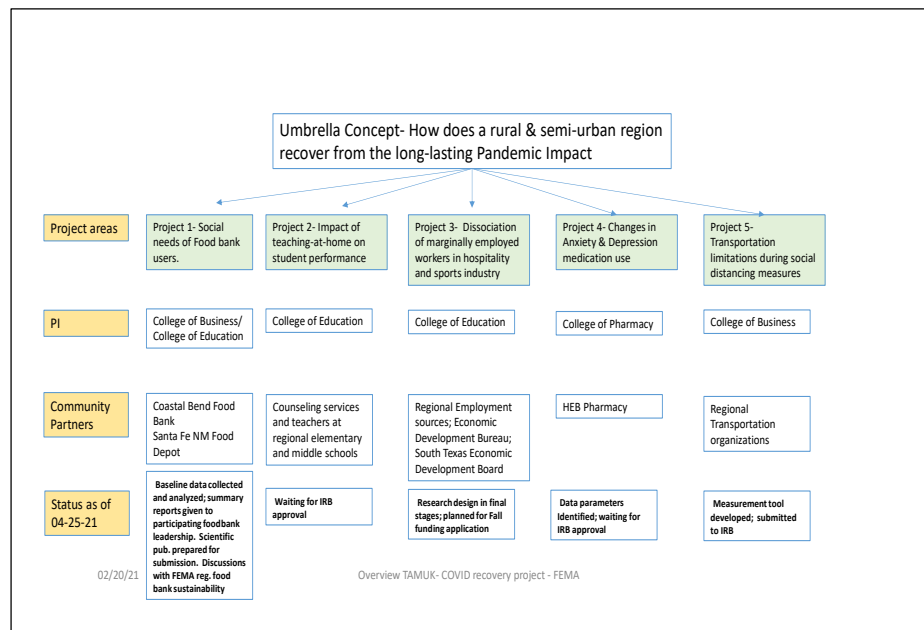 Umbrella Concept- How does a rural & semi-urban region
recover from the long-lasting Pandemic Impact
Project areas
Project 1- Social
needs of Food bank
users.
Project 2- Impact of
teaching-at-home on
student performance
Project 3- Dissociation
of marginally employed
workers in hospitality
and sports industry
Project 4- Changes in
Anxiety & Depression
medication use
Project 5-
Transportation
limitations during social
distancing measures
PI
College of Business/
College of Education
College of Education
College of Education
College of Pharmacy
College of Business
Community
Partners
Coastal Bend Food
Bank
Santa Fe NM Food
Depot
Counseling services
and teachers at
regional elementary
and middle schools
Regional Employment
sources; Economic
Development Bureau;
South Texas Economic
Development Board
HEB Pharmacy
Regional
Transportation
organizations
Status as of
04-25-21
Baseline data collected
and analyzed; summary
reports given to
participating foodbank
leadership. Scientific
pub. prepared for
submission. Discussions
with FEMA reg. food
bank sustainability
Waiting for IRB
approval
Research design in final
stages; planned for Fall
funding application
Data parameters
Identified; waiting for
IRB approval
Measurement tool
developed; submitted
to IRB
02/20/21
Overview TAMUK- COVID recovery project - FEMA